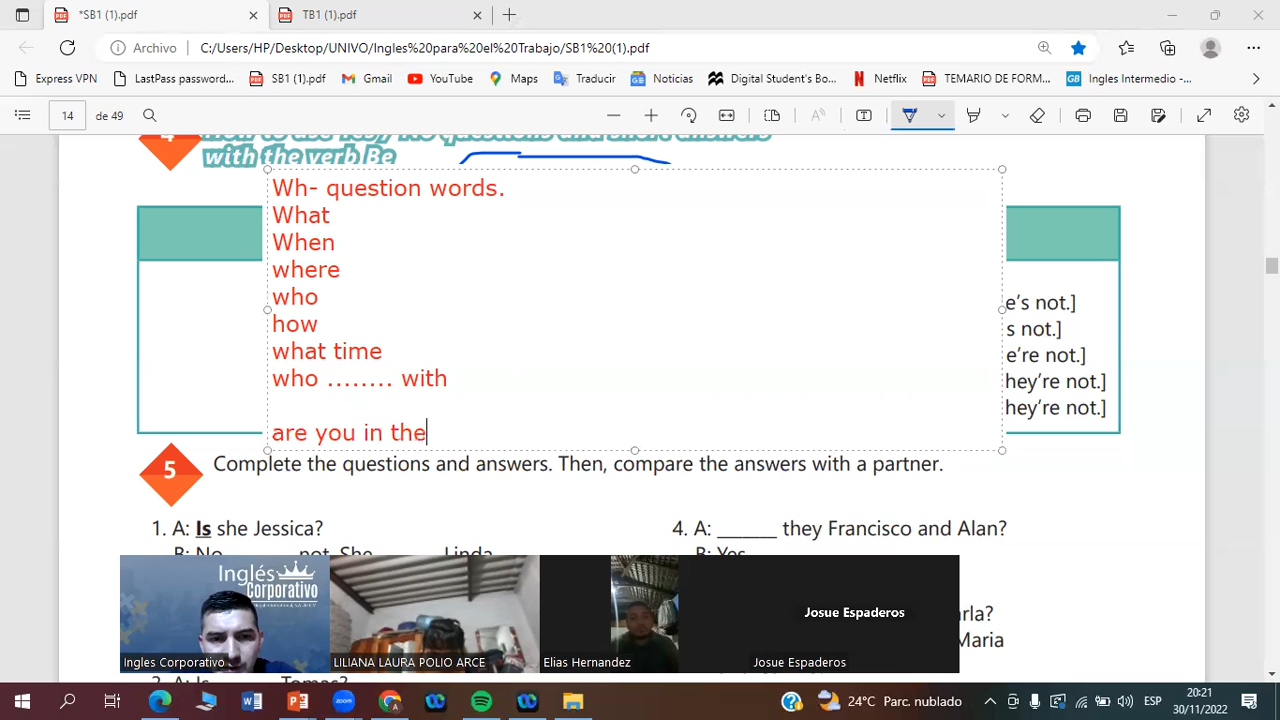 *SB1 (1).pdf
TB1 (1).pdf
Archivo
C:/Users/HP/Desktop/UNIVO/Ingles%20para%20el%20Trabajo/SB1%20(1).pdf
Express VPN
LastPass password...
SB1 (1).pdf
Gmail
YouTube
Maps
Traducir
Noticias
Digital Student's Bo...
Netflix
TEMARIO DE FORM...
Ingles Intermedio -...
14 de 49
with the verb Be
Wh- question words.
What
When
where
who
how
what time
who ........ with
are you in the
e's not.]
s not.]
e're not.]
hey're not.]
hey're not.]
5 Complete the questions and answers. Then, compare the answers with a partner.
1. A: Is she Jessica?
4. A: ______ they Francisco and Alan?
arla?
Maria
Inglés
Corporativo
Ingles Corporativo
LILIANA LAURA POLIO ARCE
Elias Hernandez
Josue Espaderos
Josue Espaderos
24°C Parc. nublado
ESP
20:21
30/11/2022